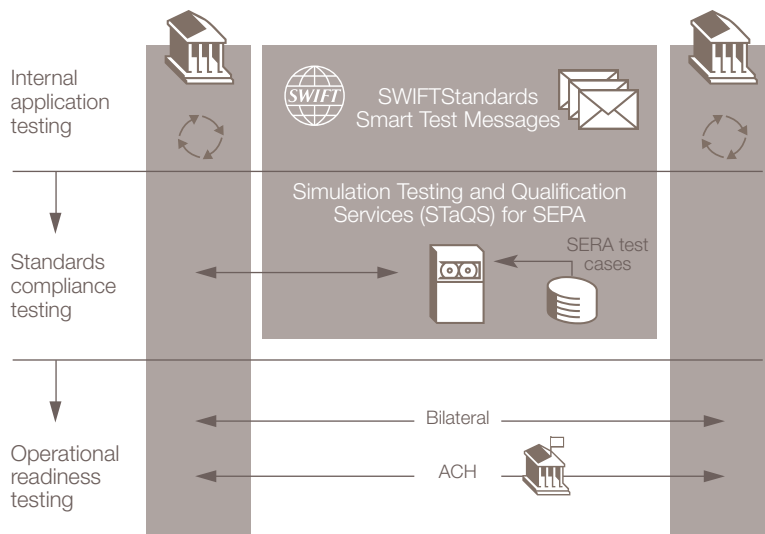 Internal
application
testing
SWIFT
SWIFTStandards
Smart Test Messages
Simulation Testing and Qualification
Services (STaQS) for SEPA
SERA test
cases
Standards
compliance
testing
Bilateral
Operational
readiness
testing
ACH